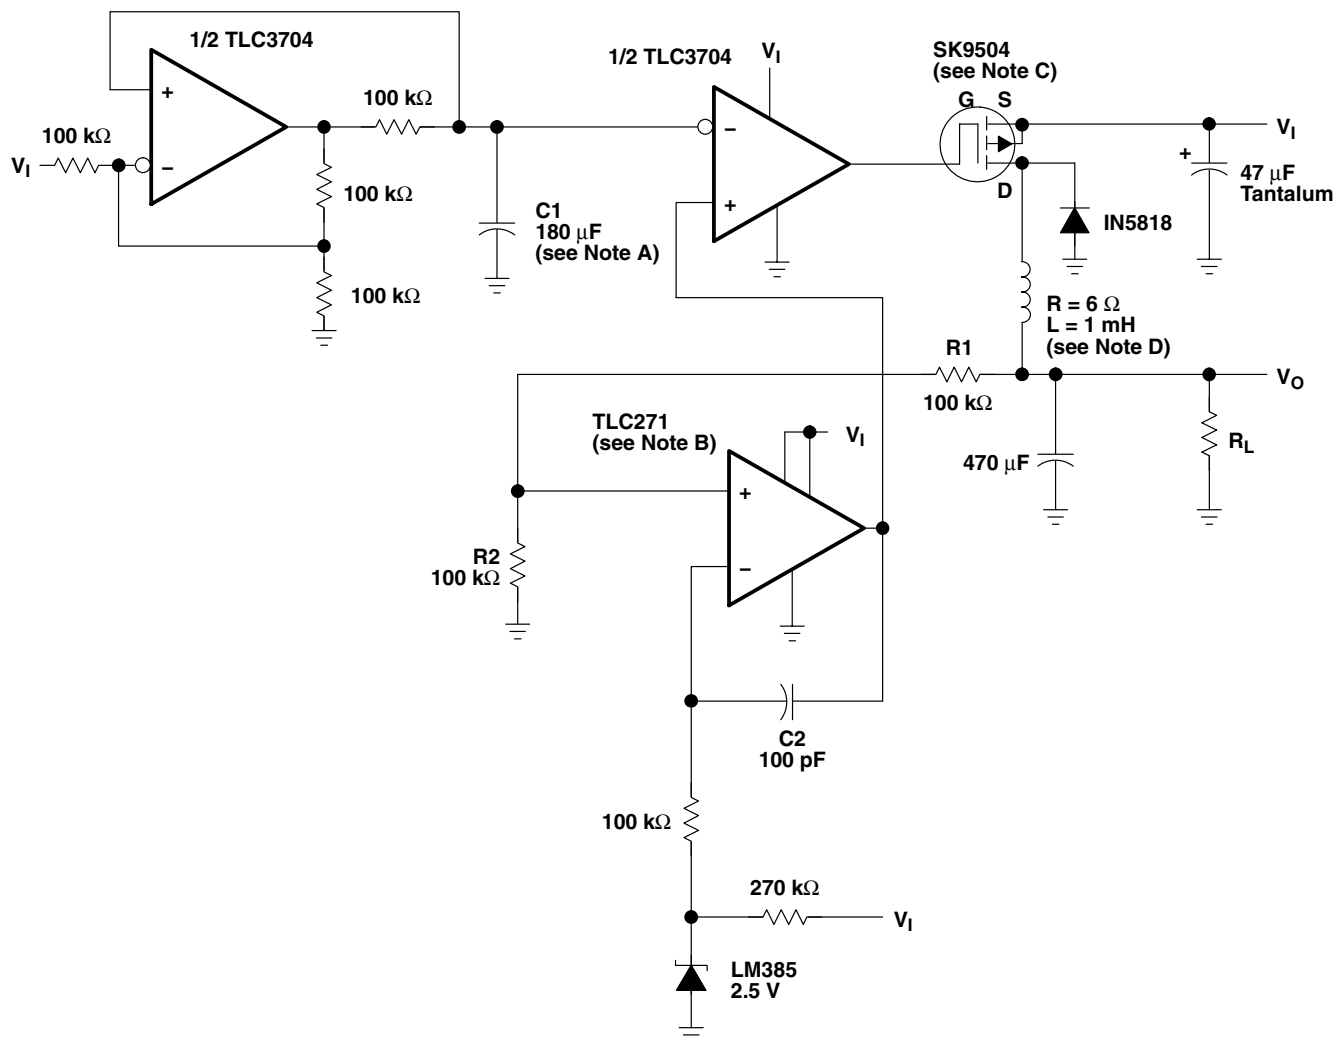 1/2 TLC3704
+
−
100 kΩ
VI
100 kΩ
100 kΩ
100 kΩ
C1
180 µF
(see Note A)
1/2 TLC3704
VI
−
+
SK9504
(see Note C)
G S
D
VI
+
47 µF
Tantalum
IN5818
R = 6 Ω
L = 1 mH
(see Note D)
R1
100 kΩ
VO
470 µF
RL
TLC271
(see Note B)
VI
+
−
R2
100 kΩ
C2
100 pF
100 kΩ
270 kΩ
VI
LM385
2.5 V